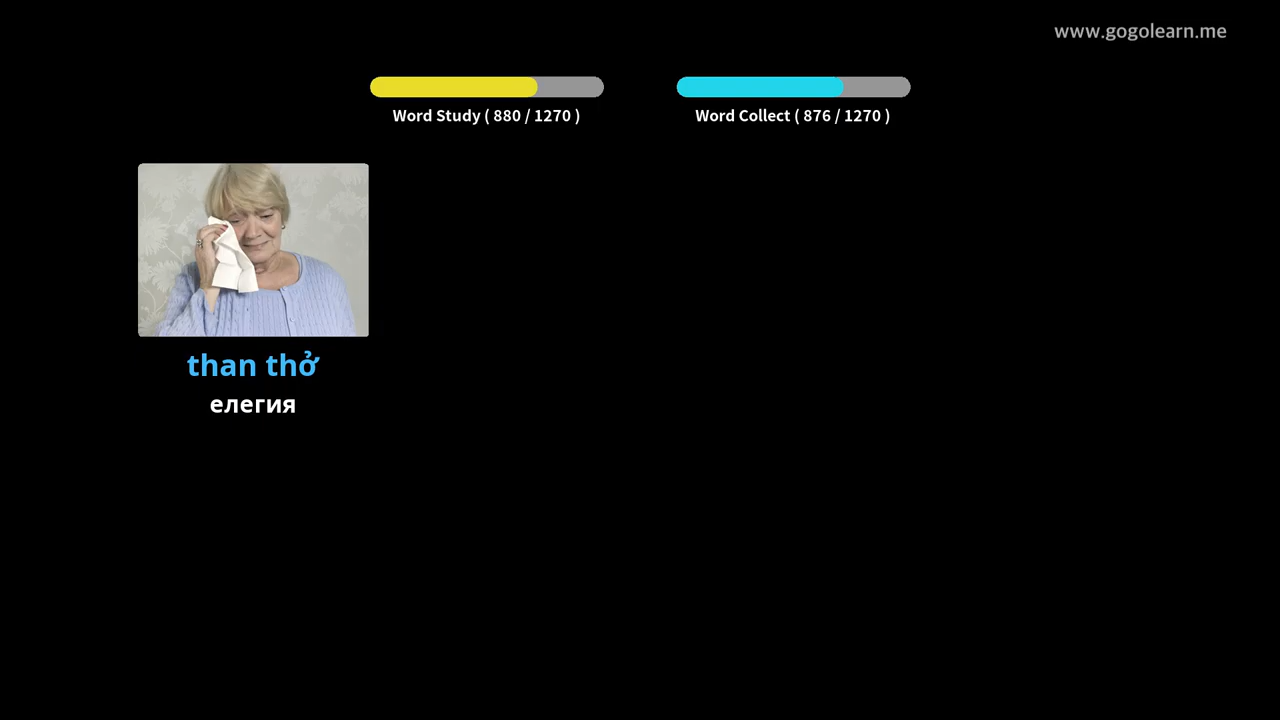 www.gogolearn.me
Word Study ( 880 / 1270 )
Word Collect ( 876 / 1270 )
than thở
елегия